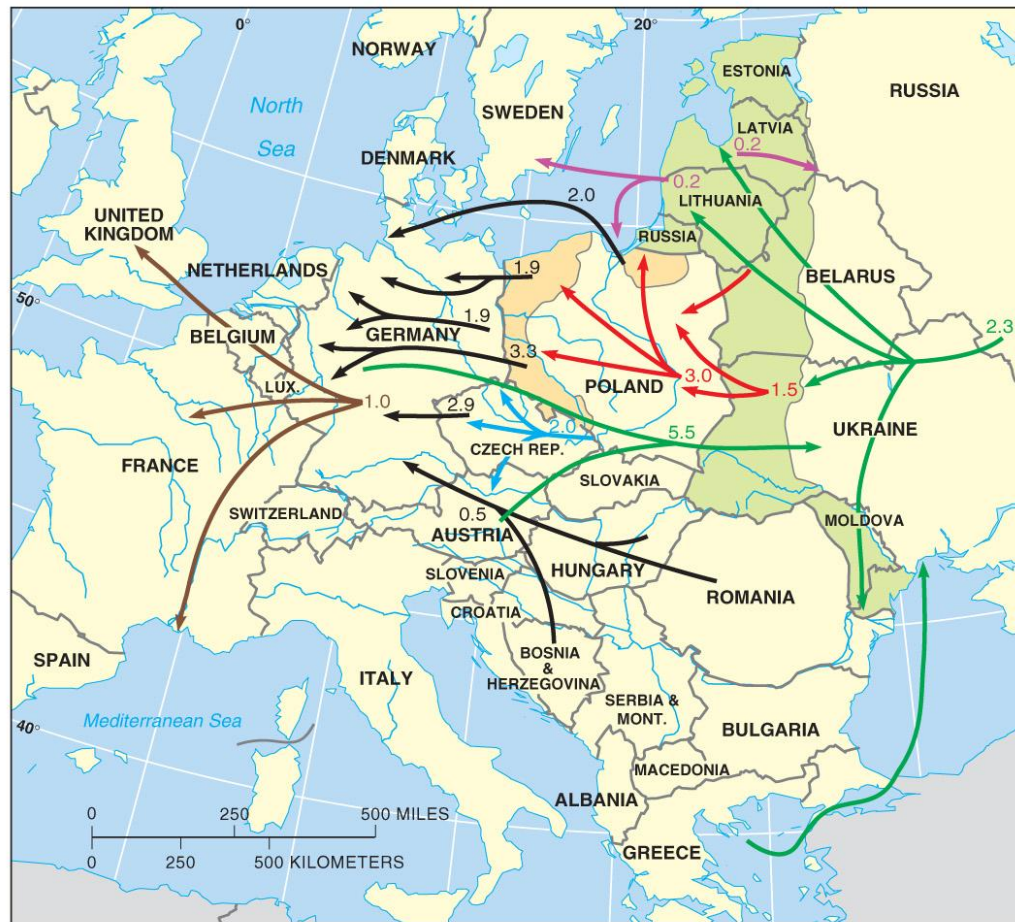 0°
20°
NORWAY
SWEDEN
ESTONIA
RUSSIA
North
Sea
LATVIA
0.2
DENMARK
0.2
2.0
LITHUANIA
UNITED
KINGDOM
RUSSIA
NETHERLANDS
1.9
BELARUS
50°
BELGIUM
GERMANY
1.9
2.3
3.3
LUX.
POLAND
3.0
1.5
1.0
2.9
2.0
5.5
UKRAINE
CZECH REP.
FRANCE
SLOVAKIA
SWITZERLAND
0.5
AUSTRIA
MOLDOVA
HUNGARY
SLOVENIA
ROMANIA
CROATIA
SPAIN
ITALY
BOSNIA
&
HERZEGOVINA
SERBIA &
MONT.
Mediterranean Sea
BULGARIA
40°
MACEDONIA
ALBANIA
GREECE
0 250 500 MILES
0 250 500 KILOMETERS